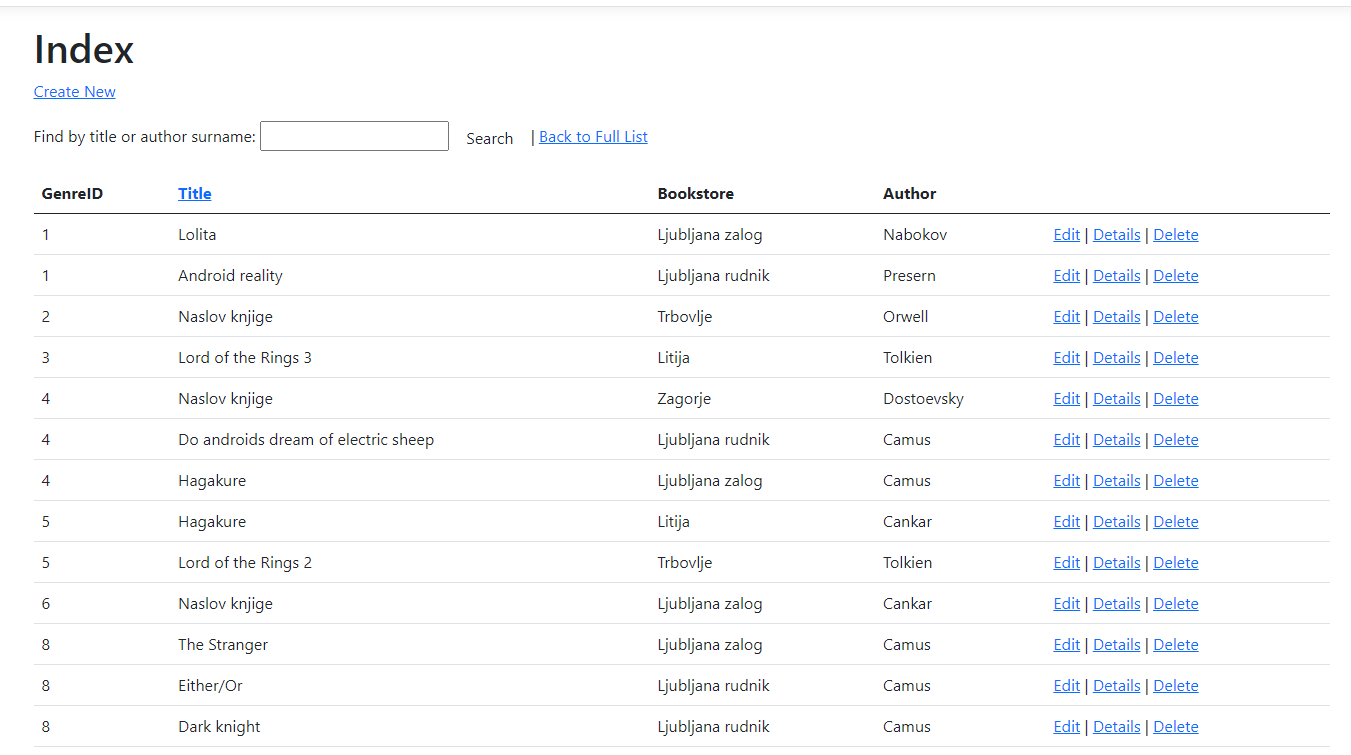 Index
Create New
Find by title or author surname: Search | Back to Full List
GenreID Title Bookstore Author
1 Lolita Ljubljana zalog Nabokov Edit | Details | Delete
1 Android reality Ljubljana rudnik Presern Edit | Details | Delete
2 Naslov knjige Trbovlje Orwell Edit | Details | Delete
3 Lord of the Rings 3 Litija Tolkien Edit | Details | Delete
4 Naslov knjige Zagorje Dostoevsky Edit | Details | Delete
4 Do androids dream of electric sheep Ljubljana rudnik Camus Edit | Details | Delete
4 Hagakure Ljubljana zalog Camus Edit | Details | Delete
5 Hagakure Litija Cankar Edit | Details | Delete
5 Lord of the Rings 2 Trbovlje Tolkien Edit | Details | Delete
6 Naslov knjige Ljubljana zalog Cankar Edit | Details | Delete
8 The Stranger Ljubljana zalog Camus Edit | Details | Delete
8 Either/Or Ljubljana rudnik Camus Edit | Details | Delete
8 Dark knight Ljubljana rudnik Camus Edit | Details | Delete